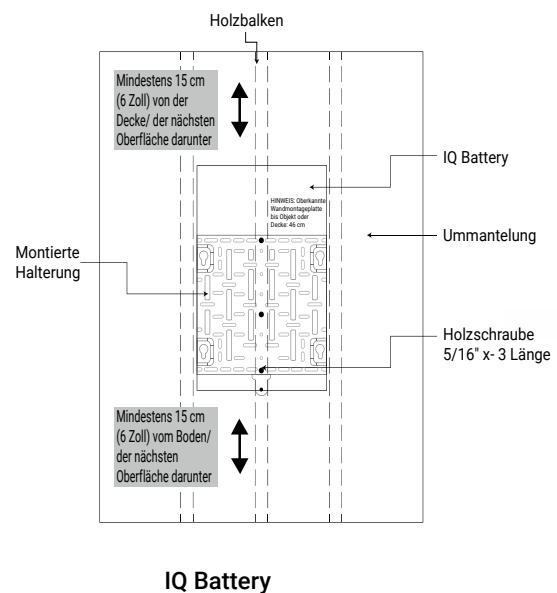 Holzbalken
Mindestens 15 cm
(6 Zoll) von der
Decke/ der nächsten
Oberfläche darunter
IQ Battery
HINWEIS: Oberkannte
Wandmontageplatte
bis Objekt oder
Decke: 46 cm
Ummantelung
Montierte
Halterung
Holzschraube
5/16" x- 3 Länge
Mindestens 15 cm
(6 Zoll) vom Boden/
der nächsten
Oberfläche darunter
IQ Battery